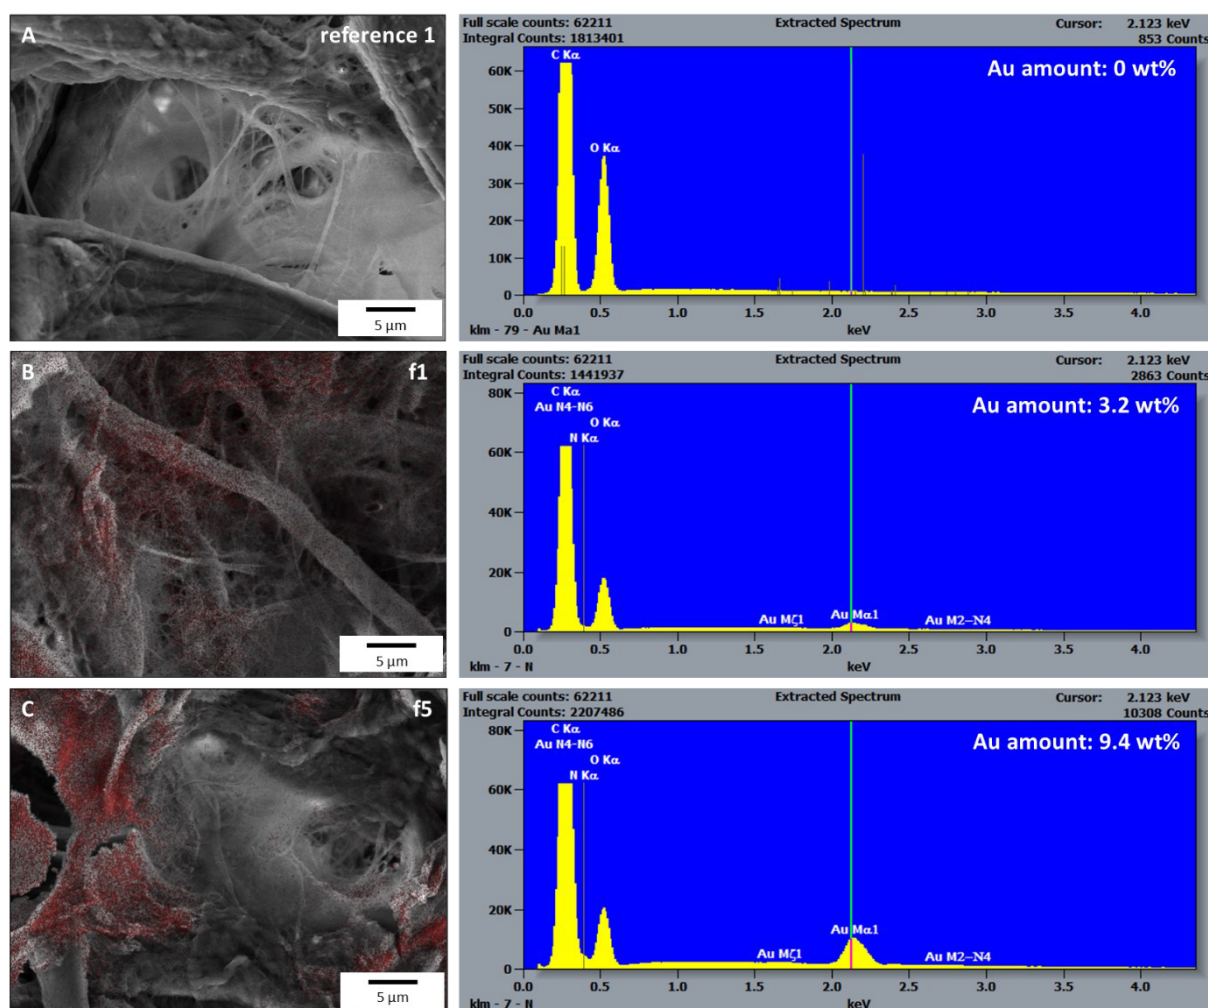 A
reference 1
5 µm
Full scale counts: 62211
Extracted Spectrum
Cursor: 2.123 keV
Integral Counts: 1813401
853 Counts
C Kα
60K
Au amount: 0 wt%
50K
40K
O Kα
30K
20K
10K
0
0.0 0.5 1.0 1.5 2.0 2.5 3.0 3.5 4.0
klm - 79 - Au Ma1
keV
B
f1
5 µm
Full scale counts: 62211
Extracted Spectrum
Cursor: 2.123 keV
Integral Counts: 1441937
2863 Counts
80K
C Kα
Au amount: 3.2 wt%
Au N4-N6
O Kα
N Kα
60K
40K
20K
Au Mζ1
Au Mα1
Au M2-N4
0
0.0 0.5 1.0 1.5 2.0 2.5 3.0 3.5 4.0
klm - 7 - N
keV
C
f5
5 µm
Full scale counts: 62211
Extracted Spectrum
Cursor: 2.123 keV
Integral Counts: 2207486
10308 Counts
80K
C Kα
Au amount: 9.4 wt%
Au N4-N6
O Kα
N Kα
60K
40K
20K
Au Mα1
Au Mζ1
Au M2-N4
0
0.0 0.5 1.0 1.5 2.0 2.5 3.0 3.5 4.0
klm - 7 - N
keV